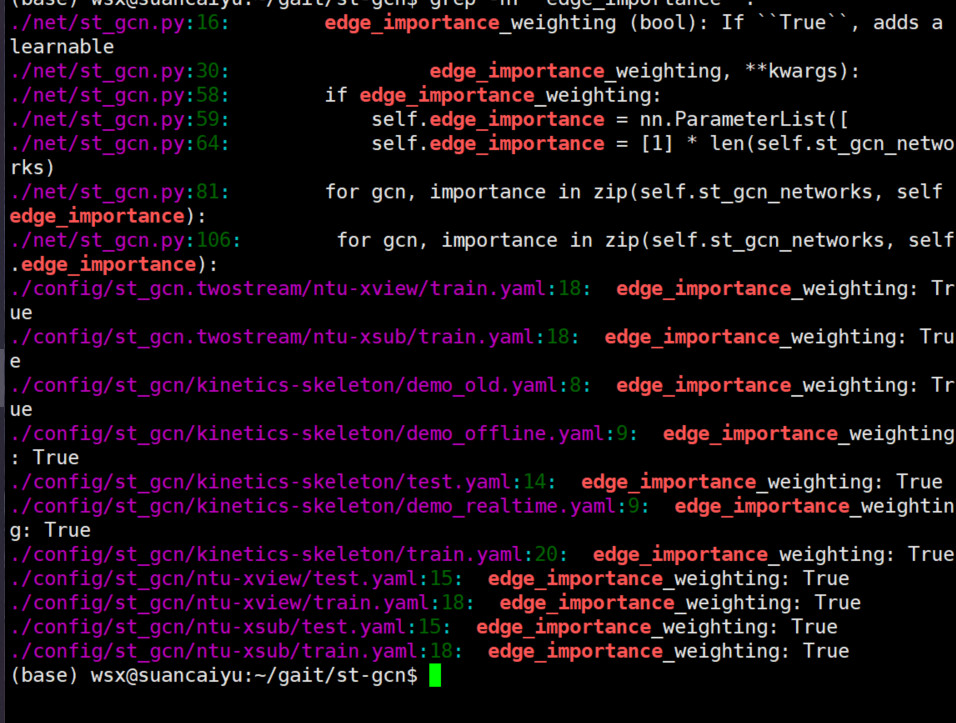 (base) wsx@suancaiyu:~/gait/st-gcn$ grep -nr "edge_importance" .
./net/st_gcn.py:16:        edge_importance_weighting (bool): If ``True``, adds a
learnable
./net/st_gcn.py:30:                 edge_importance_weighting, **kwargs):
./net/st_gcn.py:58:        if edge_importance_weighting:
./net/st_gcn.py:59:            self.edge_importance = nn.ParameterList([
./net/st_gcn.py:64:            self.edge_importance = [1] * len(self.st_gcn_netwo
rks)
./net/st_gcn.py:81:        for gcn, importance in zip(self.st_gcn_networks, self
edge_importance):
./net/st_gcn.py:106:        for gcn, importance in zip(self.st_gcn_networks, self
.edge_importance):
./config/st_gcn.twostream/ntu-xview/train.yaml:18:  edge_importance_weighting: Tr
ue
./config/st_gcn.twostream/ntu-xsub/train.yaml:18:  edge_importance_weighting: Tru
e
./config/st_gcn/kinetics-skeleton/demo_old.yaml:8:  edge_importance_weighting: Tr
ue
./config/st_gcn/kinetics-skeleton/demo_offline.yaml:9:  edge_importance_weighting
: True
./config/st_gcn/kinetics-skeleton/test.yaml:14:  edge_importance_weighting: True
./config/st_gcn/kinetics-skeleton/demo_realtime.yaml:9:  edge_importance_weightin
g: True
./config/st_gcn/kinetics-skeleton/train.yaml:20:  edge_importance_weighting: True
./config/st_gcn/ntu-xview/test.yaml:15:  edge_importance_weighting: True
./config/st_gcn/ntu-xview/train.yaml:18:  edge_importance_weighting: True
./config/st_gcn/ntu-xsub/test.yaml:15:  edge_importance_weighting: True
./config/st_gcn/ntu-xsub/train.yaml:18:  edge_importance_weighting: True
(base) wsx@suancaiyu:~/gait/st-gcn$